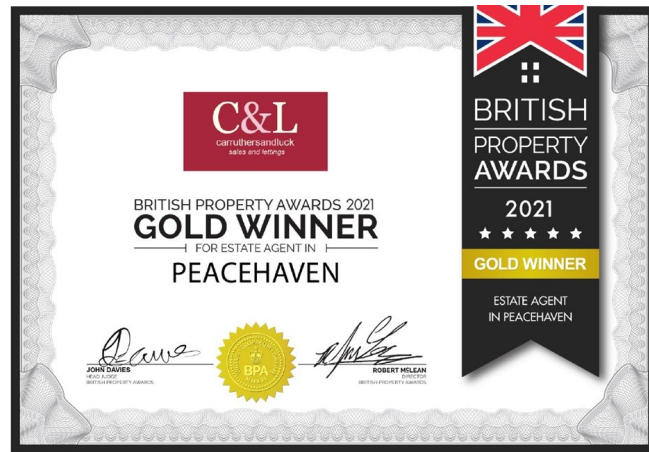 C&L
carruthersandluck
sales and lettings
BRITISH PROPERTY AWARDS 2021
GOLD WINNER
FOR ESTATE AGENT IN
PEACEHAVEN
JOHN DAVIES
HEAD JUDGE
BRITISH PROPERTY AWARDS
BPA
ROBERT McLEAN
DIRECTOR
BRITISH PROPERTY AWARDS
BRITISH
PROPERTY
AWARDS
2021
GOLD WINNER
ESTATE AGENT
IN PEACEHAVEN